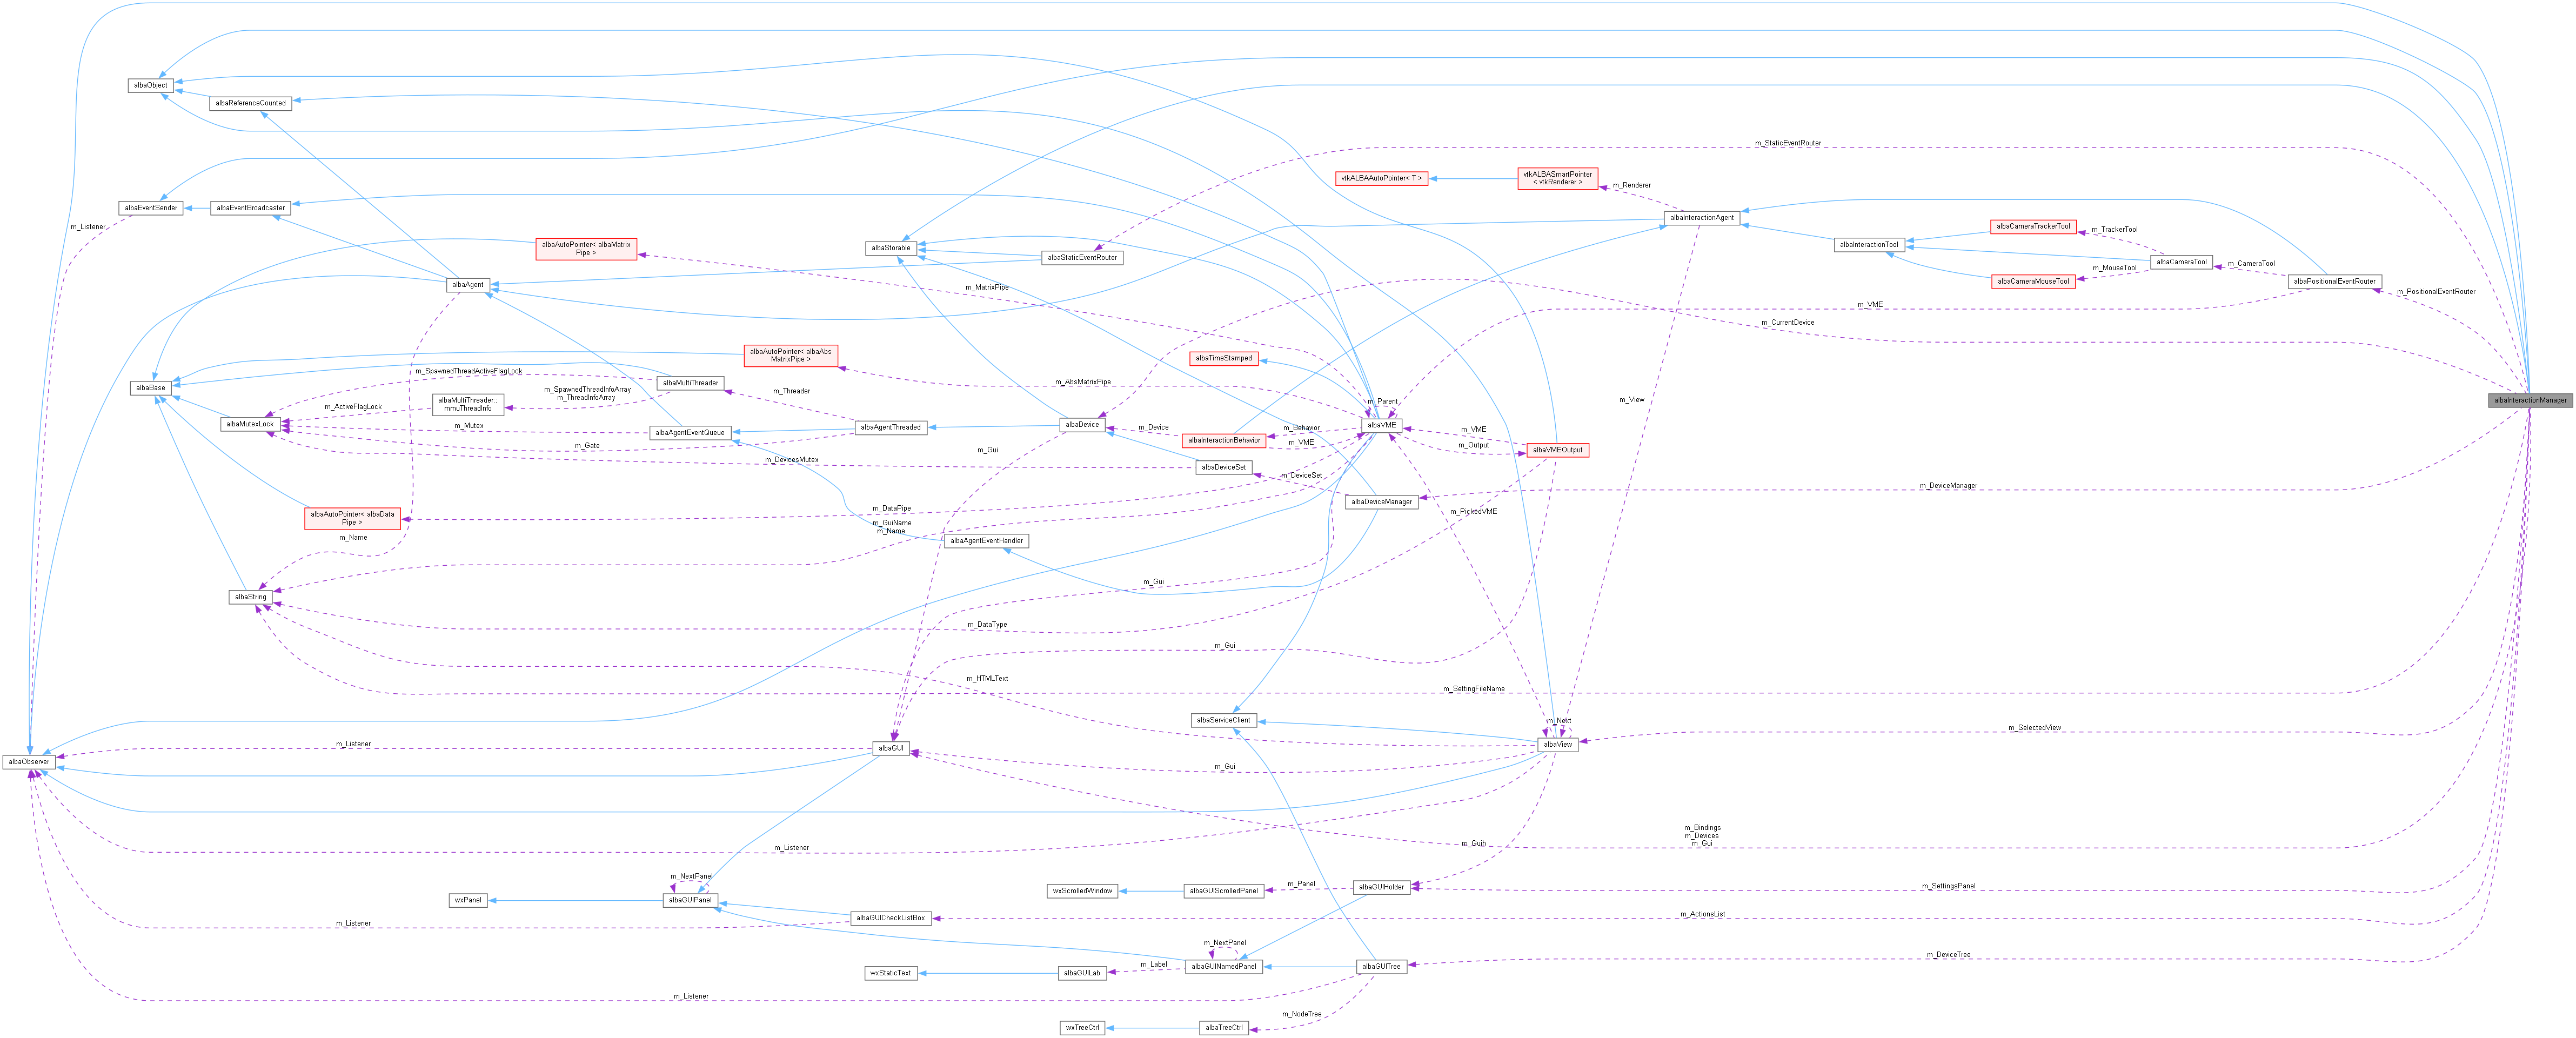 albaObject
albaReferenceCounted
m_StaticEventRouter
vtkALBAAutoPointer< T >
vtkALBASmartPointer
< vtkRenderer >
m_Renderer
albaEventSender
albaEventBroadcaster
albaInteractionAgent
m_Listener
albaAutoPointer< albaMatrix
Pipe >
albaStorable
albaStaticEventRouter
albaInteractionTool
albaCameraTrackerTool
m_TrackerTool
albaCameraTool
m_CameraTool
m_MouseTool
albaCameraMouseTool
albaPositionalEventRouter
m_PositionalEventRouter
albaAgent
m_MatrixPipe
m_VME
m_CurrentDevice
albaAutoPointer< albaAbs
MatrixPipe >
albaTimeStamped
m_SpawnedThreadActiveFlagLock
albaBase
albaMultiThreader
m_SpawnedThreadInfoArray
m_ThreadInfoArray
m_AbsMatrixPipe
m_Threader
albaMultiThreader::
mmuThreadInfo
m_ActiveFlagLock
m_Parent
m_View
albaInteractionManager
albaMutexLock
m_Mutex
albaAgentEventQueue
albaAgentThreaded
albaDevice
m_Device
albaInteractionBehavior
m_Behavior
m_VME
albaVME
m_VME
m_Output
albaVMEOutput
m_Gate
m_Gui
m_DevicesMutex
albaDeviceSet
m_DeviceSet
albaDeviceManager
m_DeviceManager
albaAutoPointer< albaData
Pipe >
m_DataPipe
m_GuiName
m_Name
m_PickedVME
m_Name
albaAgentEventHandler
m_Gui
albaString
m_DataType
m_Gui
m_HTMLText
m_SettingFileName
albaServiceClient
m_Next
m_SelectedView
albaView
albaObserver
m_Listener
albaGUI
m_Gui
m_Bindings
m_Devices
m_Gui
m_Listener
m_Guih
m_NextPanel
wxPanel
albaGUIPanel
wxScrolledWindow
albaGUIScrolledPanel
m_Panel
albaGUIHolder
m_SettingsPanel
m_Listener
albaGUICheckListBox
m_ActionsList
m_NextPanel
wxStaticText
albaGUILab
m_Label
albaGUINamedPanel
albaGUITree
m_DeviceTree
m_Listener
m_NodeTree
wxTreeCtrl
albaTreeCtrl